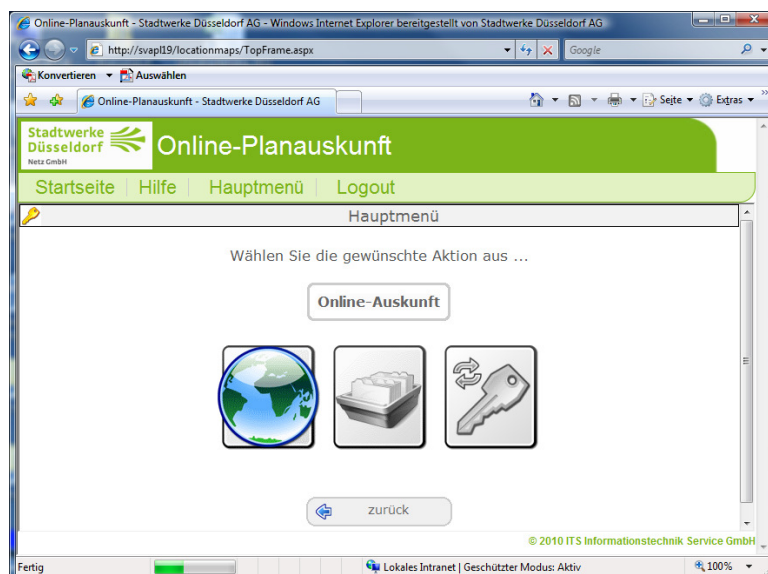 Online-Planauskunft - Stadtwerke Düsseldorf AG - Windows Internet Explorer bereitgestellt von Stadtwerke Düsseldorf AG
http://svapl19/locationmaps/TopFrame.aspx
Google
Konvertieren
Auswählen
Online-Planauskunft - Stadtwerke Düsseldorf AG
Seite
Extras
»
Stadtwerke
Düsseldorf
Netz GmbH
Online-Planauskunft
Startseite
Hilfe
Hauptmenü
Logout
Hauptmenü
Wählen Sie die gewünschte Aktion aus ...
Online-Auskunft
zurück
© 2010 ITS Informationstechnik Service GmbH
Fertig
Lokales Intranet | Geschützter Modus: Aktiv
100%